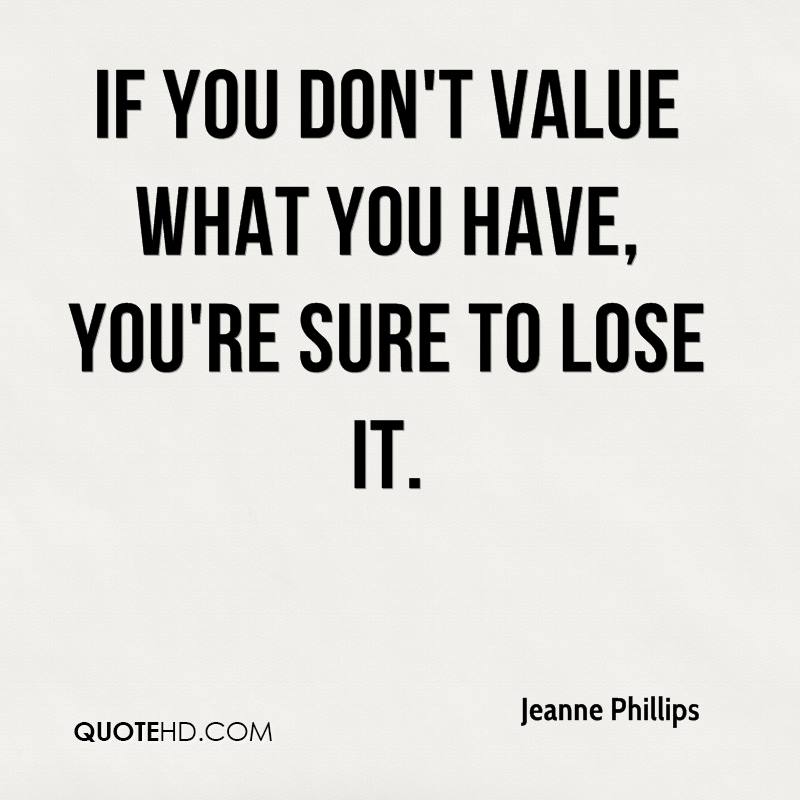 IF YOU DON'T VALUE
WHAT YOU HAVE,
YOU'RE SURE TO LOSE
IT.
Jeanne Phillips
QUOTEHD.COM